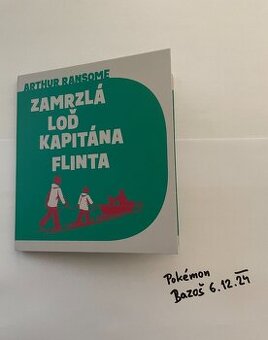 ARTHUR RANSOME
ZAMRZLÁ
LOĎ
KAPITÁNA
FLINTA
Pokémon
Bazoš 6.12.24